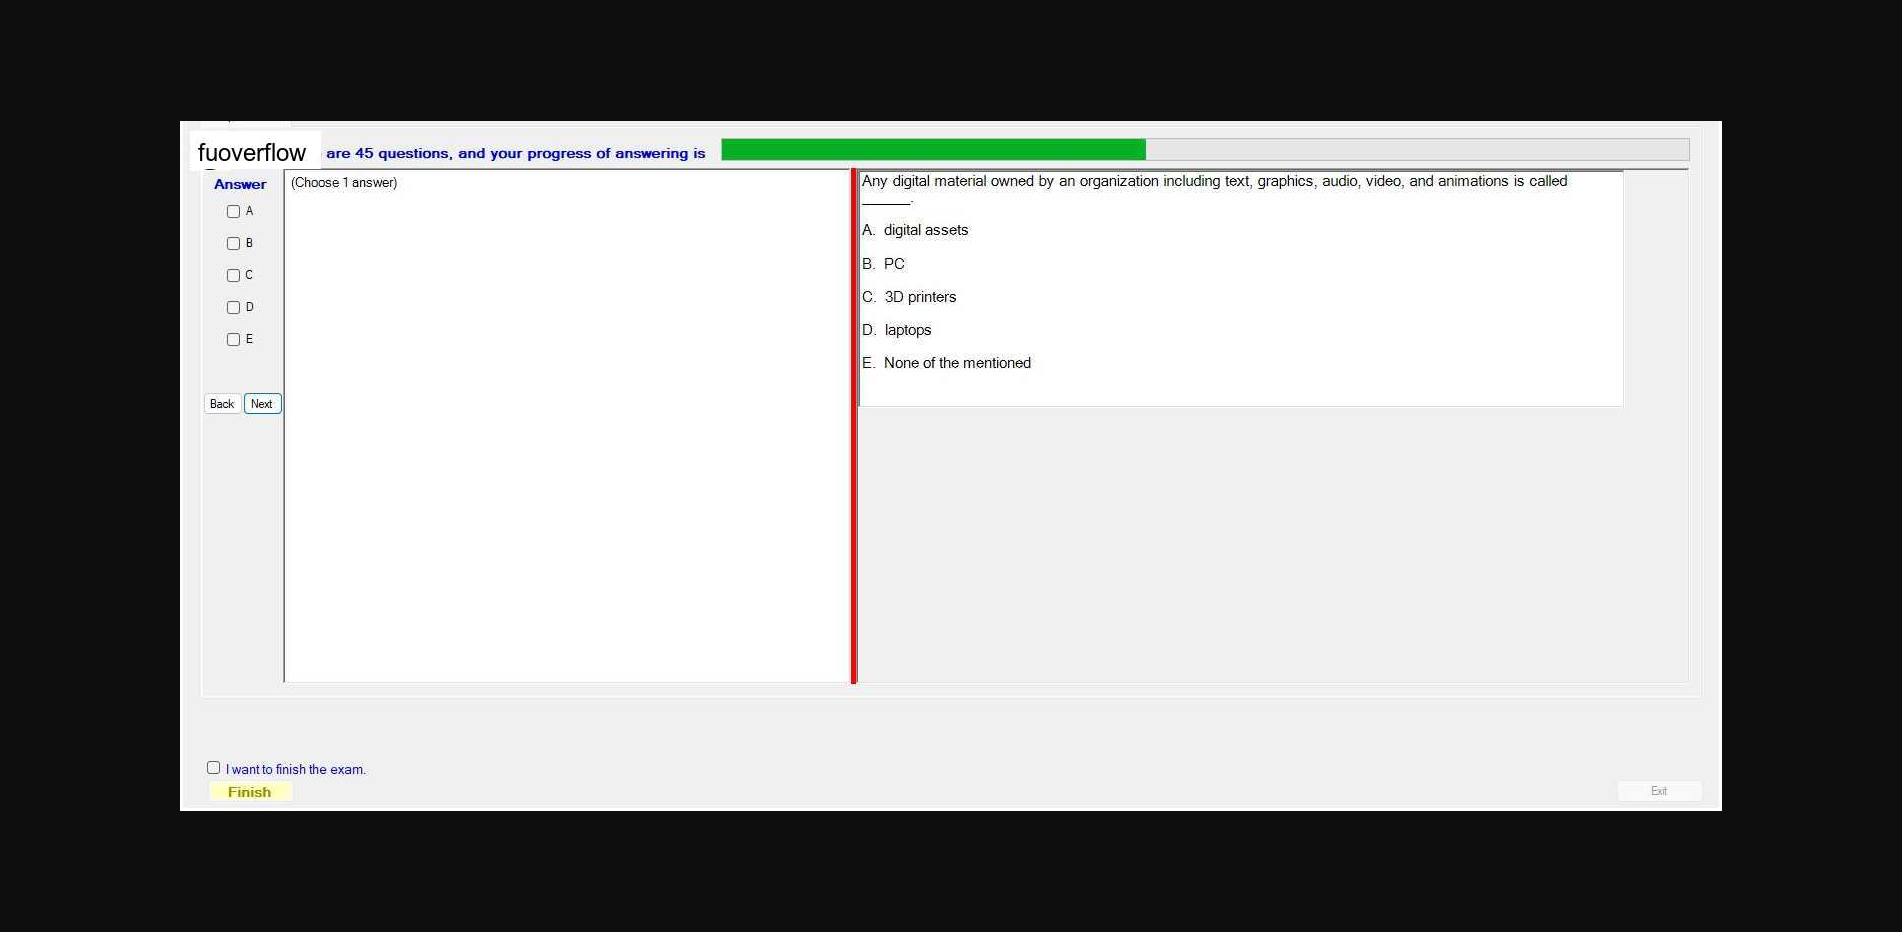 fuoverflow are 45 questions, and your progress of answering is
Answer
A
B
C
D
E
Back Next
(Choose 1 answer)
Any digital material owned by an organization including text, graphics, audio, video, and animations is called
______.
A. digital assets
B. PC
C. 3D printers
D. laptops
E. None of the mentioned
I want to finish the exam.
Finish
Exit